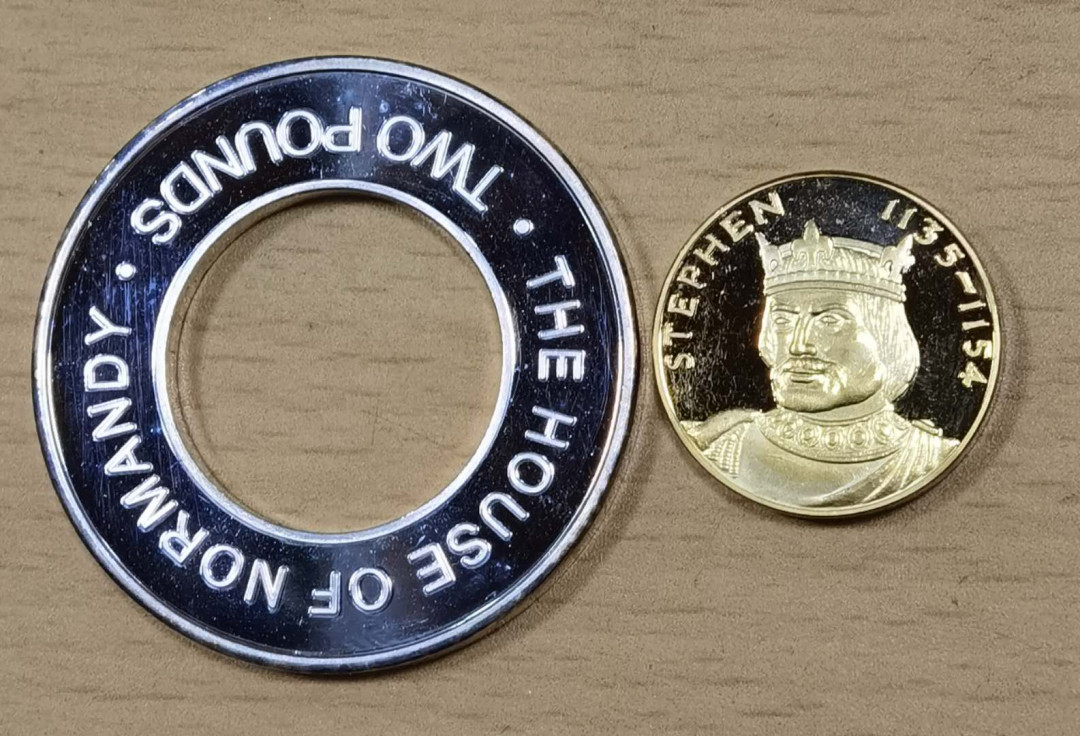 TWO POUNDS
• THE HOUSE OF NORMANDY •
STEPHEN 1135-1154